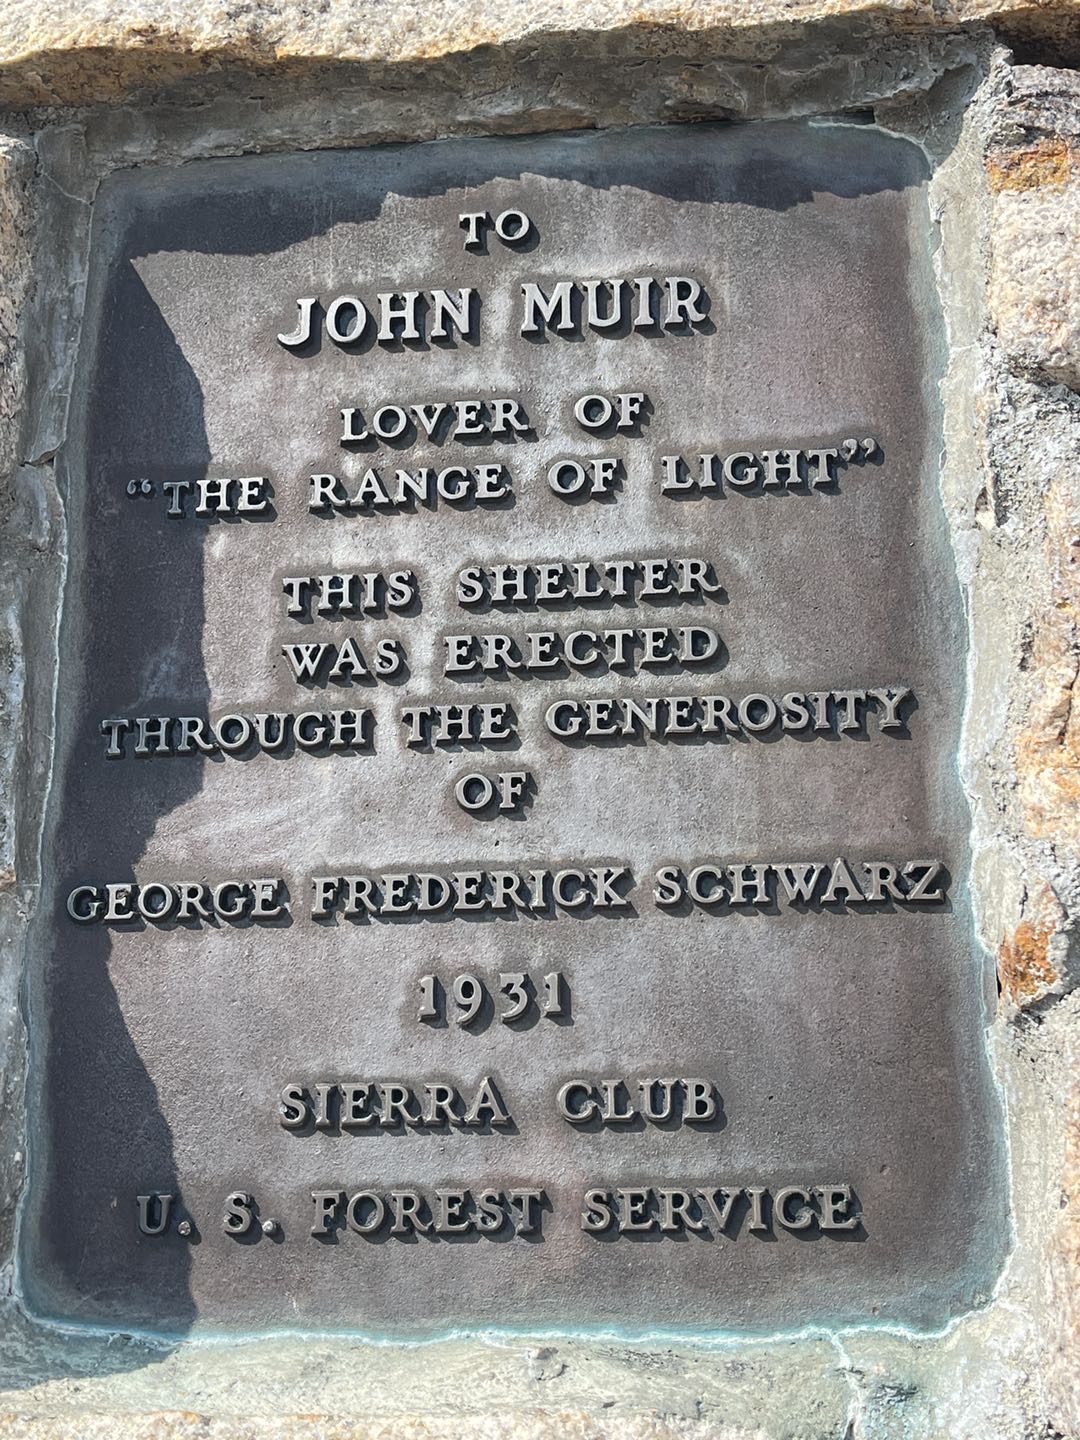 TO
JOHN MUIR
LOVER OF
“THE RANGE OF LIGHT”
THIS SHELTER
WAS ERECTED
THROUGH THE GENEROSITY
OF
GEORGE FREDERICK SCHWARZ
1931
SIERRA CLUB
U. S. FOREST SERVICE